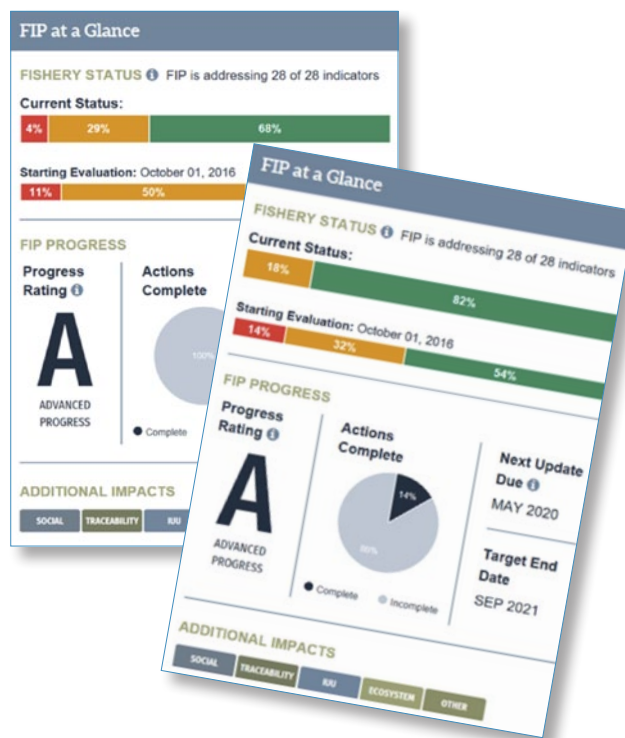 FIP at a Glance
FISHERY STATUS FIP is addressing 28 of 28 indicators
Current Status:
4% 29% 68%
Starting Evaluation: October 01, 2016
11% 50%
FIP PROGRESS
Progress Rating
Actions Complete
A
100%
ADVANCED
PROGRESS
Complete
ADDITIONAL IMPACTS
SOCIAL TRACEABILITY IUU
FIP at a Glance
FISHERY STATUS FIP is addressing 28 of 28 indicators
Current Status:
18% 82%
Starting Evaluation: October 01, 2016
14% 32% 54%
FIP PROGRESS
Progress
Rating
A
ADVANCED
PROGRESS
Actions
Complete
14%
86%
Complete Incomplete
Next Update
Due
MAY 2020
Target End
Date
SEP 2021
ADDITIONAL IMPACTS
SOCIAL TRACEABILITY IUU ECOSYSTEM OTHER